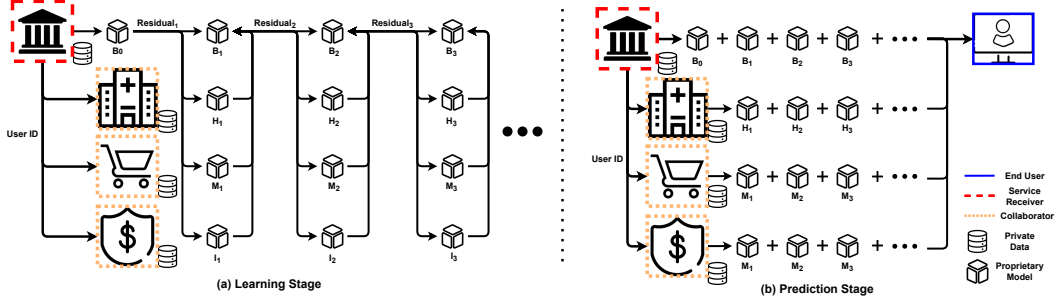 Residual1
Residual2
Residual3
B0
B1
B2
B3
User ID
H1
H2
H3
M1
M2
M3
I1
I2
I3
(a) Learning Stage
B0
B1
B2
B3
User ID
H1
H2
H3
M1
M2
M3
M1
M2
M3
(b) Prediction Stage
End User
Service
Receiver
Collaborator
Private
Data
Proprietary
Model